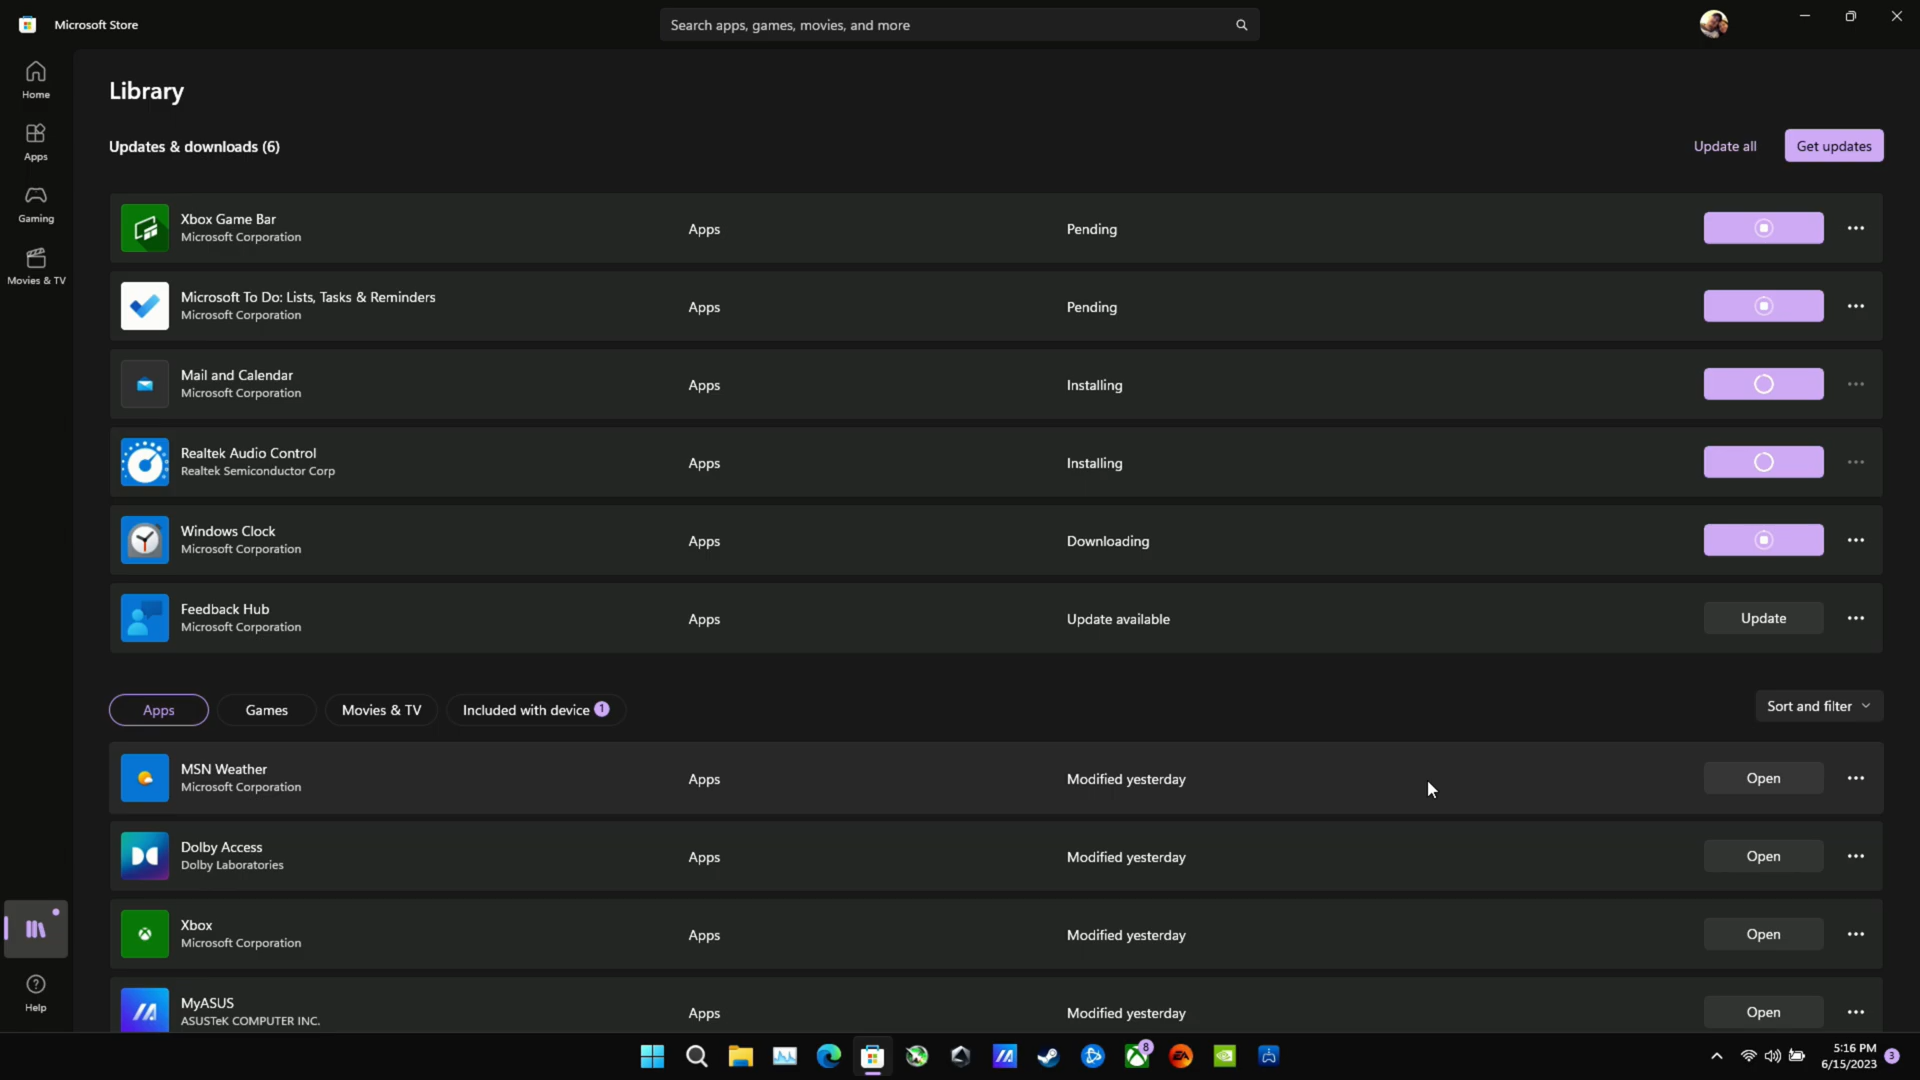 Microsoft Store
Search apps, games, movies, and more
Home
Apps
Gaming
Movies & TV
Help
Library
Updates & downloads (6)
Update all
Get updates
Xbox Game Bar
Microsoft Corporation
Apps
Pending
Microsoft To Do: Lists, Tasks & Reminders
Microsoft Corporation
Apps
Pending
Mail and Calendar
Microsoft Corporation
Apps
Installing
Realtek Audio Control
Realtek Semiconductor Corp
Apps
Installing
Windows Clock
Microsoft Corporation
Apps
Downloading
Feedback Hub
Microsoft Corporation
Apps
Update available
Update
Apps
Games
Movies & TV
Included with device 1
Sort and filter
MSN Weather
Microsoft Corporation
Apps
Modified yesterday
Open
Dolby Access
Dolby Laboratories
Apps
Modified yesterday
Open
Xbox
Microsoft Corporation
Apps
Modified yesterday
Open
MyASUS
ASUSTeK COMPUTER INC.
Apps
Modified yesterday
Open
8
EA
5:16 PM
6/15/2023
3